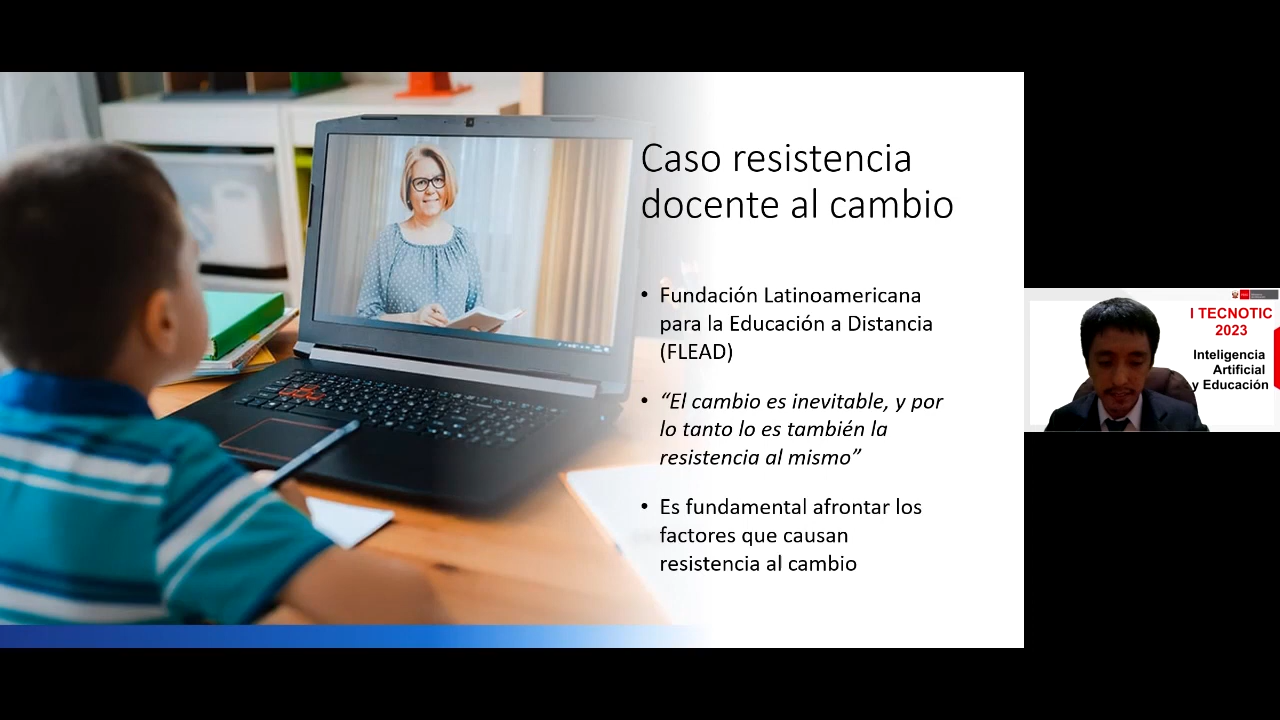 Caso resistencia
docente al cambio
• Fundación Latinoamericana
para la Educación a Distancia
(FLEAD)
• “El cambio es inevitable, y por
lo tanto lo es también la
resistencia al mismo”
• Es fundamental afrontar los
factores que causan
resistencia al cambio
I TECNOTIC
2023
Inteligencia
Artificial
y Educación